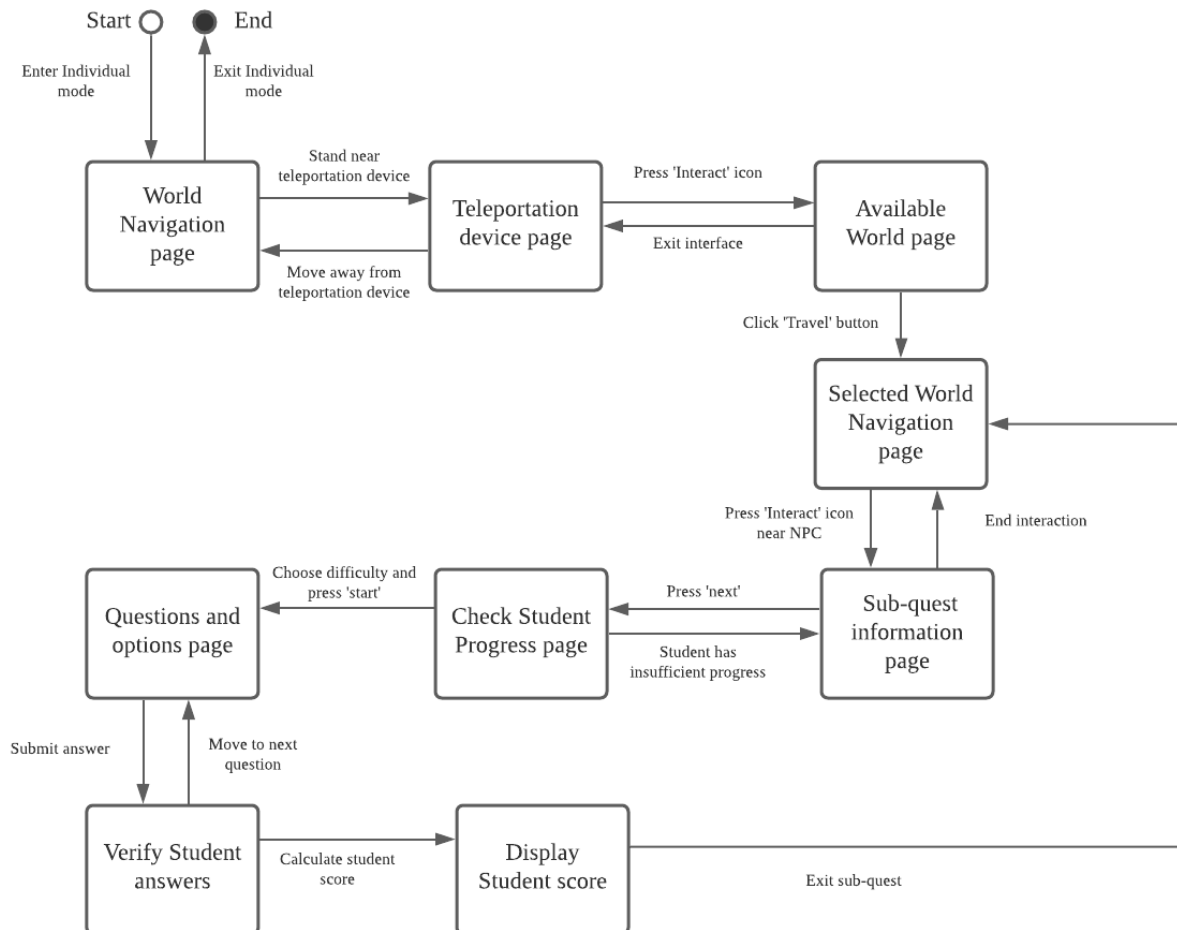 Start
End
Enter Individual
mode
Exit Individual
mode
World
Navigation
page
Stand near
teleportation device
Move away from
teleportation device
Teleportation
device page
Press 'Interact' icon
Exit interface
Available
World page
Click 'Travel' button
Selected World
Navigation
page
Press 'Interact' icon
near NPC
End interaction
Sub-quest
information
page
Press 'next'
Student has
insufficient progress
Check Student
Progress page
Choose difficulty and
press 'start'
Questions and
options page
Submit answer
Move to next
question
Verify Student
answers
Calculate student
score
Display
Student score
Exit sub-quest